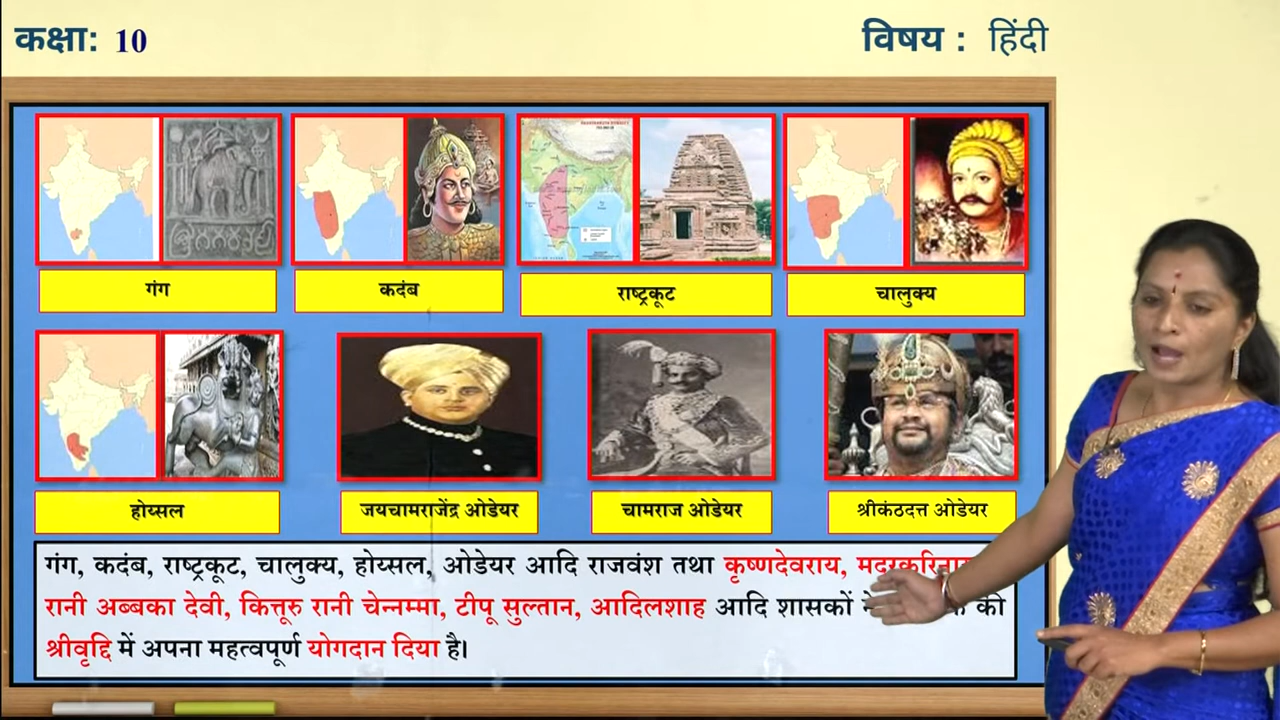 कक्षा: 10
विषय : हिंदी
गंग
कदंब
राष्ट्रकूट
चालुक्य
होय्सल
जयचामराजेंद्र ओडेयर
चामराज ओडेयर
श्रीकंठदत्त ओडेयर
गंग, कदंब, राष्ट्रकूट, चालुक्य, होय्सल, ओडेयर आदि राजवंश तथा कृष्णदेवराय,
रानी अब्बका देवी, कित्तूरु रानी चेन्नम्मा, टीपू सुल्तान, आदिलशाह आदि शासकों की
श्रीवृद्दि में अपना महत्वपूर्ण योगदान दिया है।